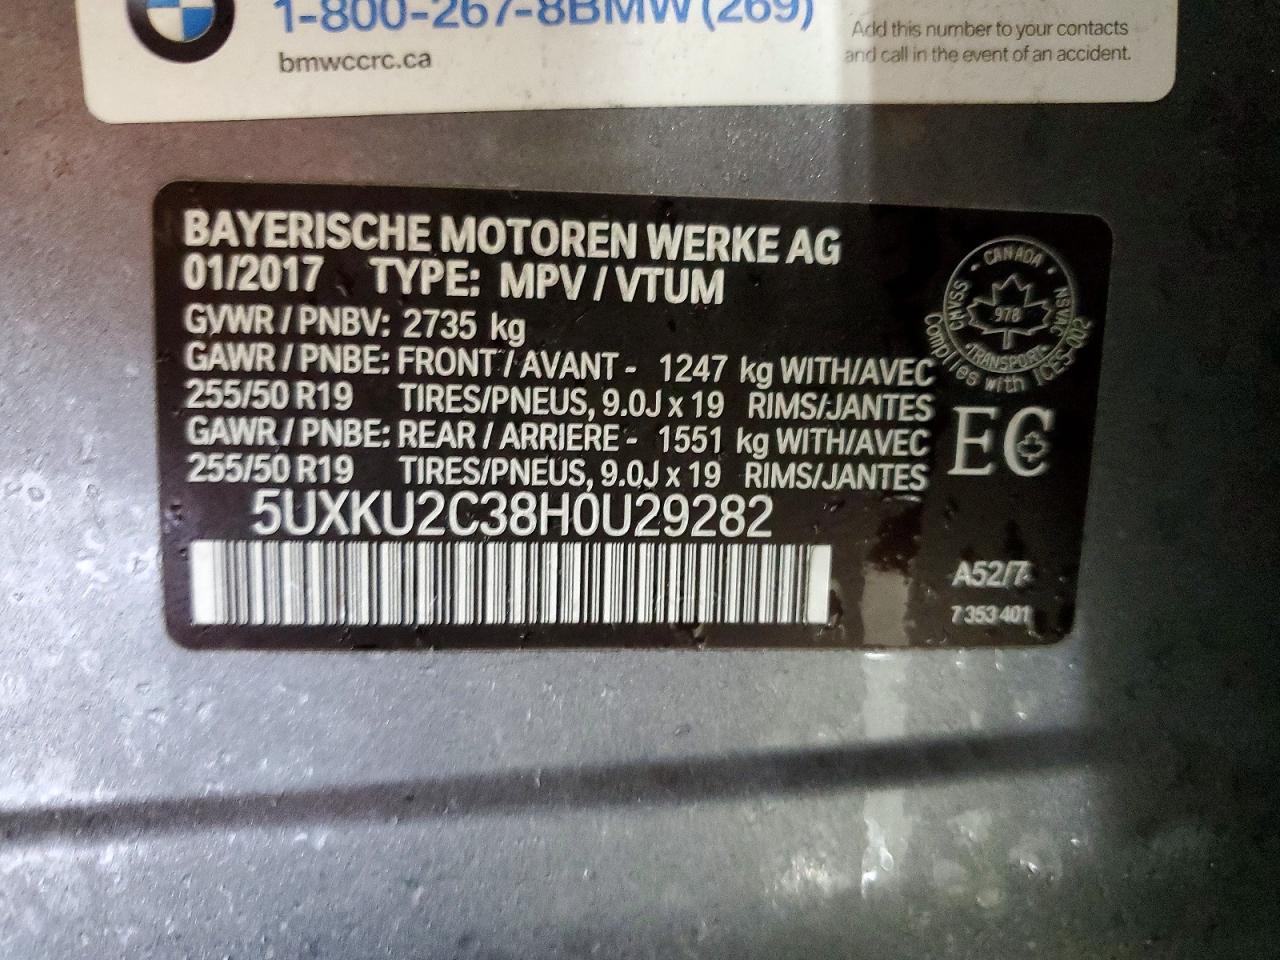 1-800-267-8BMW (269)
bmwccrc.ca
Add this number to your contacts
and call in the event of an accident.
BAYERISCHE MOTOREN WERKE AG
01/2017 TYPE: MPV / VTUM
GVWR / PNBV: 2735 kg
GAWR / PNBE: FRONT / AVANT - 1247 kg WITH/AVEC
255/50 R19 TIRES/PNEUS, 9.0J x 19 RIMS/JANTES
GAWR / PNBE: REAR / ARRIERE - 1551 kg WITH/AVEC
255/50 R19 TIRES/PNEUS, 9.0J x 19 RIMS/JANTES
5UXKU2C38H0U29282
CANADA
CMVSS NSVAC
978
TRANSPORT
Complies with ICES-002
EC
A52/7
7 353 401